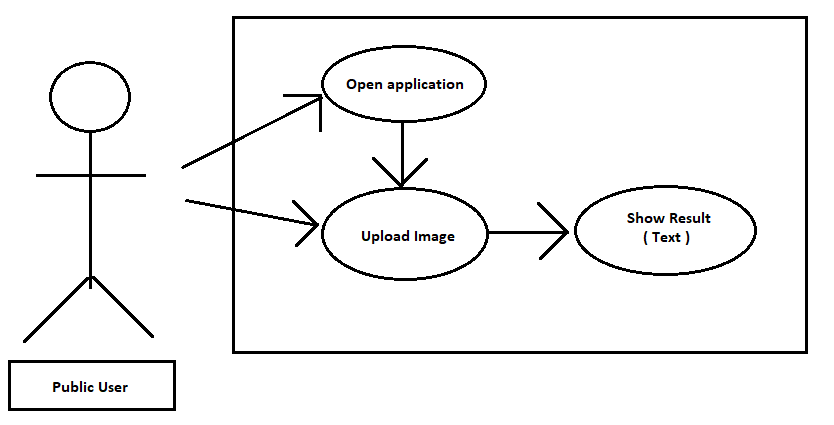 Open application
Upload Image
Show Result
( Text )
Public User